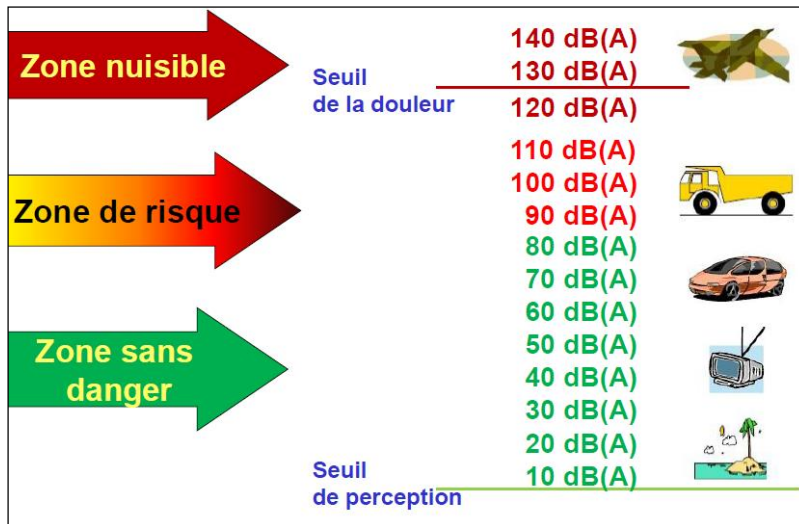 Zone nuisible
Zone de risque
Zone sans
danger
Seuil
de la douleur
Seuil
de perception
140 dB(A)
130 dB(A)
120 dB(A)
110 dB(A)
100 dB(A)
90 dB(A)
80 dB(A)
70 dB(A)
60 dB(A)
50 dB(A)
40 dB(A)
30 dB(A)
20 dB(A)
10 dB(A)